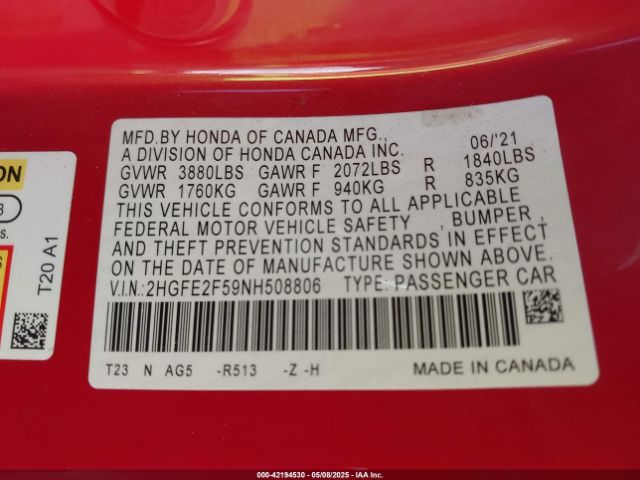 MFD.BY HONDA OF CANADA MFG., 06/'21
A DIVISION OF HONDA CANADA INC.
GVWR 3880LBS GAWR F 2072LBS R 1840LBS
GVWR 1760KG GAWR F 940KG R 835KG
THIS VEHICLE CONFORMS TO ALL APPLICABLE
FEDERAL MOTOR VEHICLE SAFETY , BUMPER ,
AND THEFT PREVENTION STANDARDS IN EFFECT
ON THE DATE OF MANUFACTURE SHOWN ABOVE.
V.I.N.:2HGFE2F59NH508806 TYPE:PASSENGER CAR
T23 N AG5 -R513 -Z -H MADE IN CANADA
ON
3
s.
T20 A1
000-42194530 - 05/08/2025 - IAA Inc.